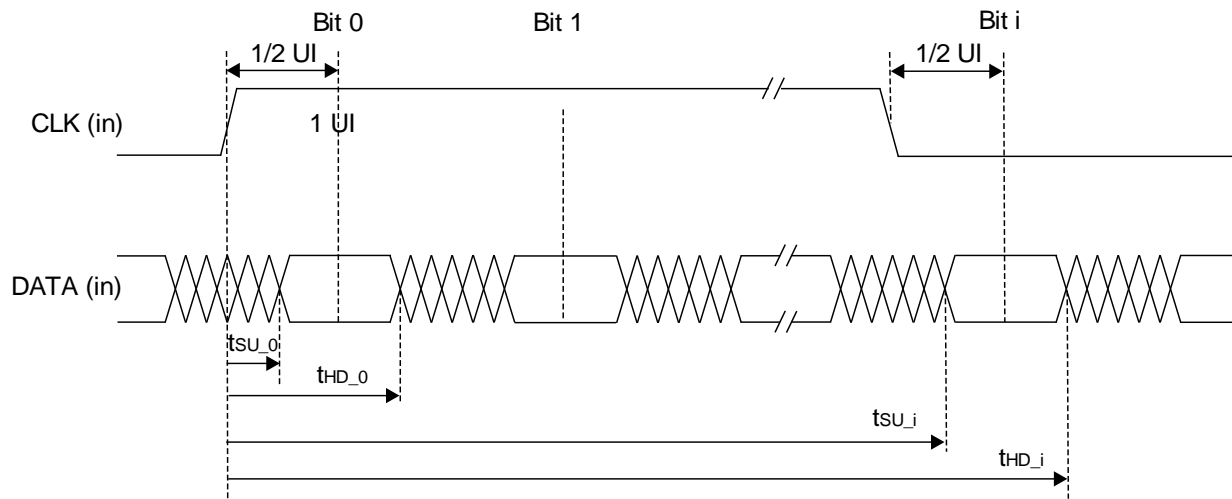 Bit 0
Bit 1
Bit i
1/2 UI
1/2 UI
CLK (in)
1 UI
DATA (in)
tSU_0
tHD_0
tSU_i
tHD_i